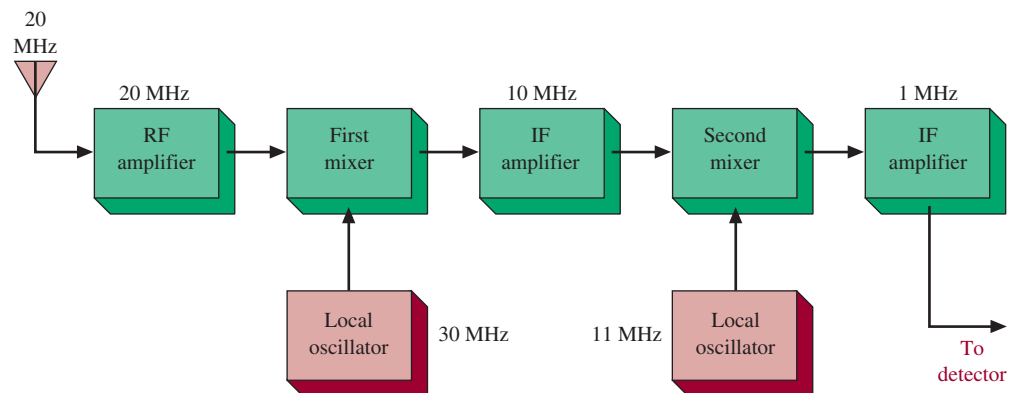 20
MHz
20 MHz
10 MHz
1 MHz
RF
amplifier
First
mixer
IF
amplifier
Second
mixer
IF
amplifier
Local
oscillator
30 MHz
11 MHz
Local
oscillator
To
detector